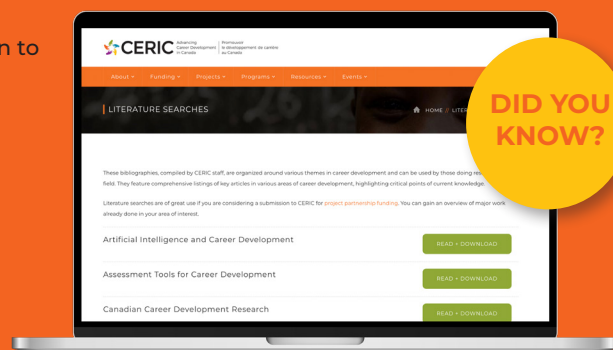 n to
CERIC
Advancing
Career Development
in Canada
Promouvoir
le développement de carrière
au Canada
About
Funding
Projects
Programs
Resources
Events
LITERATURE SEARCHES
HOME //
DID YOU
KNOW?
These bibliographies, compiled by CERIC staff, are organized around various themes in career development and can be used by those doing
field. They feature comprehensive listings of key articles in various areas of career development, highlighting critical points of current knowledge.
Literature searches are of great use if you are considering a submission to CERIC for project partnership funding. You can gain an overview of major work
already done in your area of interest.
Artificial Intelligence and Career Development
READ + DOWNLOAD
Assessment Tools for Career Development
READ + DOWNLOAD
Canadian Career Development Research
READ + DOWNLOAD